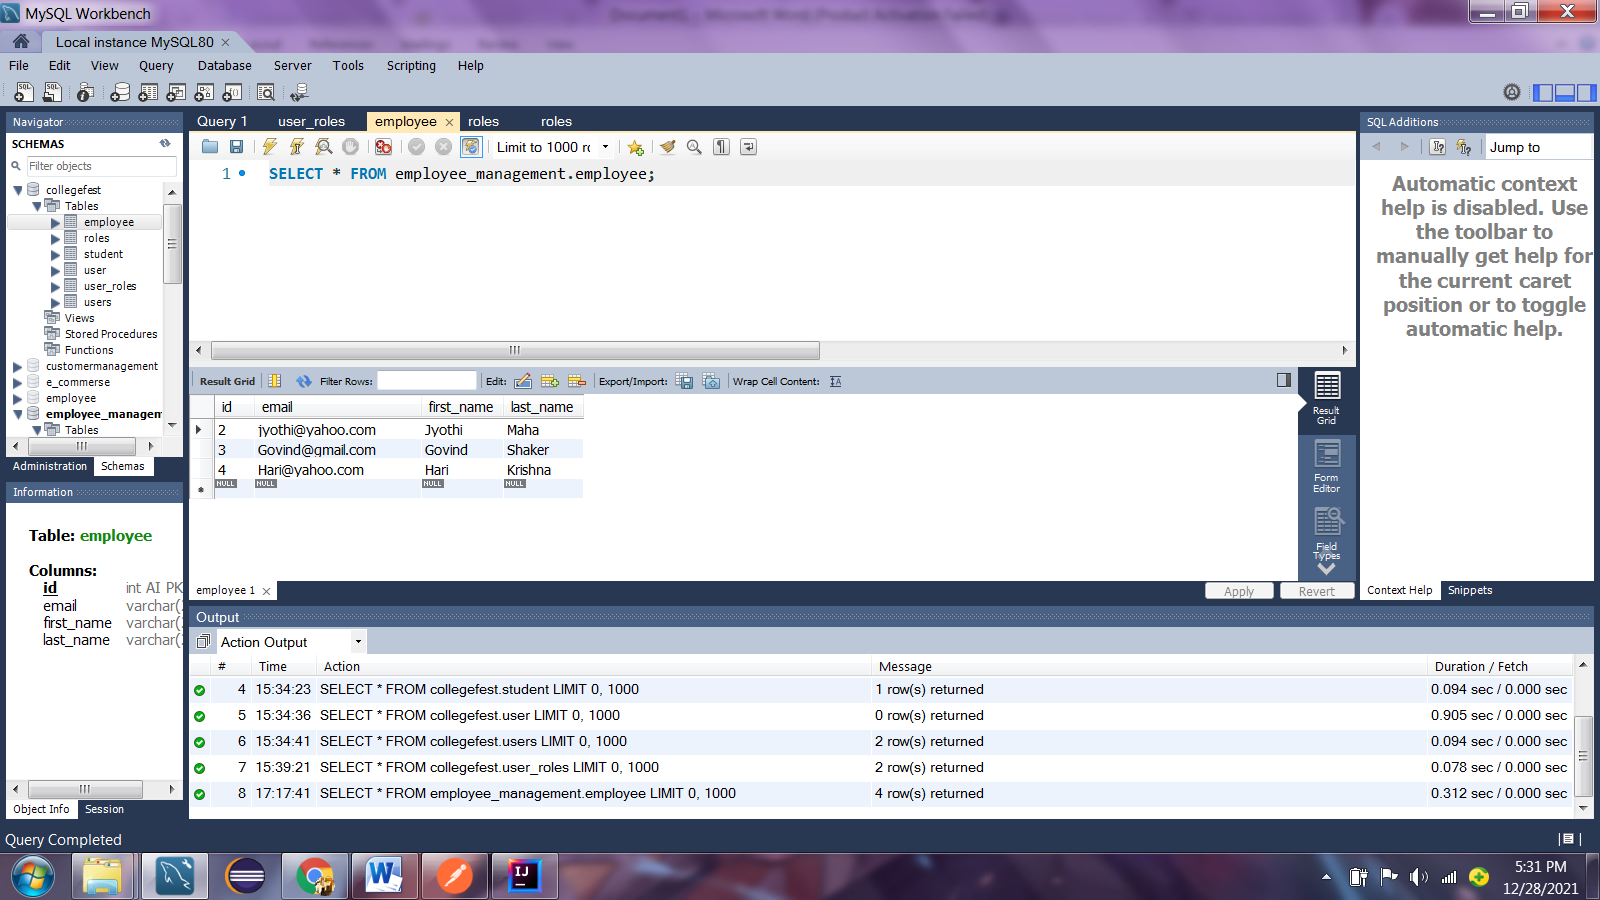 MySQL Workbench
Local instance MySQL80
File Edit View Query Database Server Tools Scripting Help
Navigator
SCHEMAS
Filter objects
collegefest
Tables
employee
roles
student
user
user_roles
users
Views
Stored Procedures
Functions
customermanagement
e_commerse
employee
employee_managem
Tables
Administration Schemas
Information
Table: employee
Columns:
id int AI PK
email varchar(
first_name varchar(
last_name varchar(
Object Info Session
Query 1 user_roles employee roles roles
Limit to 1000 ro
1 SELECT * FROM employee_management.employee;
Result Grid Filter Rows: Edit: Export/Import: Wrap Cell Content:
id email first_name last_name
2 jyothi@yahoo.com Jyothi Maha
3 Govind@gmail.com Govind Shaker
4 Hari@yahoo.com Hari Krishna
NULL NULL NULL NULL
Result
Grid
Form
Editor
Field
Types
employee 1
Apply Revert
SQL Additions
Jump to
Automatic context
help is disabled. Use
the toolbar to
manually get help for
the current caret
position or to toggle
automatic help.
Context Help Snippets
Output
Action Output
# Time Action Message Duration / Fetch
4 15:34:23 SELECT * FROM collegefest.student LIMIT 0, 1000 1 row(s) returned 0.094 sec / 0.000 sec
5 15:34:36 SELECT * FROM collegefest.user LIMIT 0, 1000 0 row(s) returned 0.905 sec / 0.000 sec
6 15:34:41 SELECT * FROM collegefest.users LIMIT 0, 1000 2 row(s) returned 0.094 sec / 0.000 sec
7 15:39:21 SELECT * FROM collegefest.user_roles LIMIT 0, 1000 2 row(s) returned 0.078 sec / 0.000 sec
8 17:17:41 SELECT * FROM employee_management.employee LIMIT 0, 1000 4 row(s) returned 0.312 sec / 0.000 sec
Query Completed
5:31 PM
12/28/2021